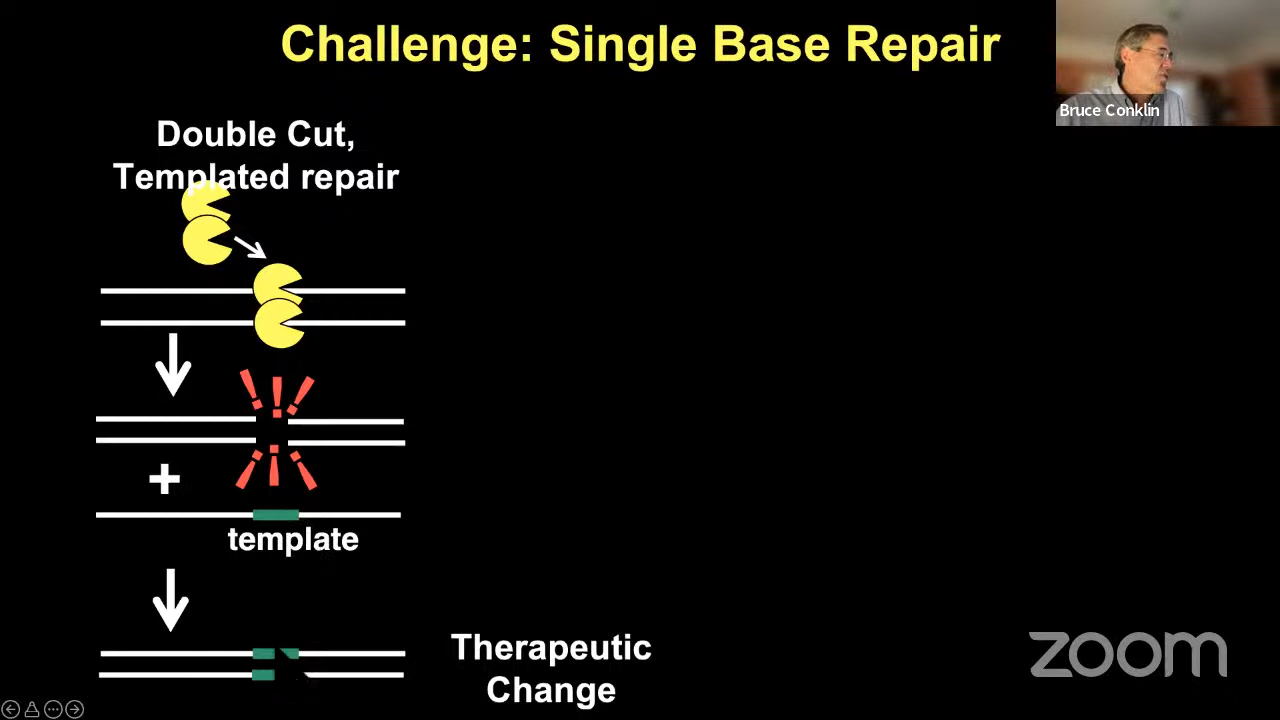 Challenge: Single Base Repair
Bruce Conklin
Double Cut,
Templated repair
+
template
Therapeutic
Change
zoom